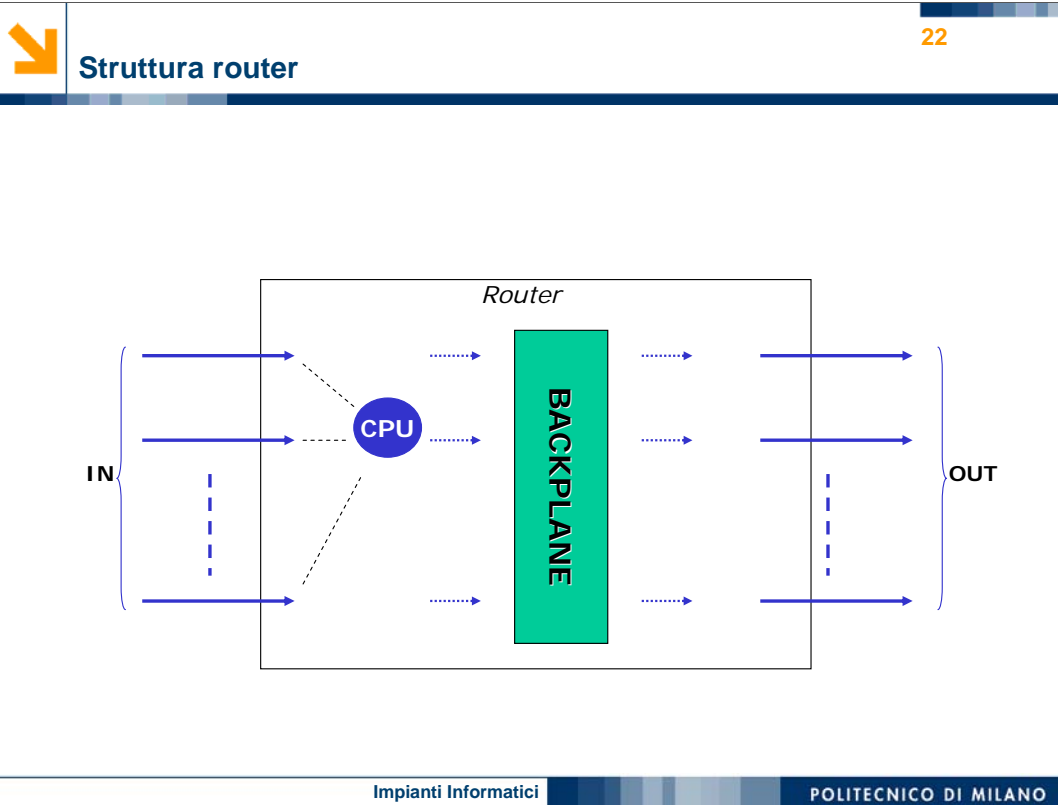 22
Struttura router
Router
CPU
BACKPLANE
IN
OUT
Impianti Informatici
POLITECNICO DI MILANO